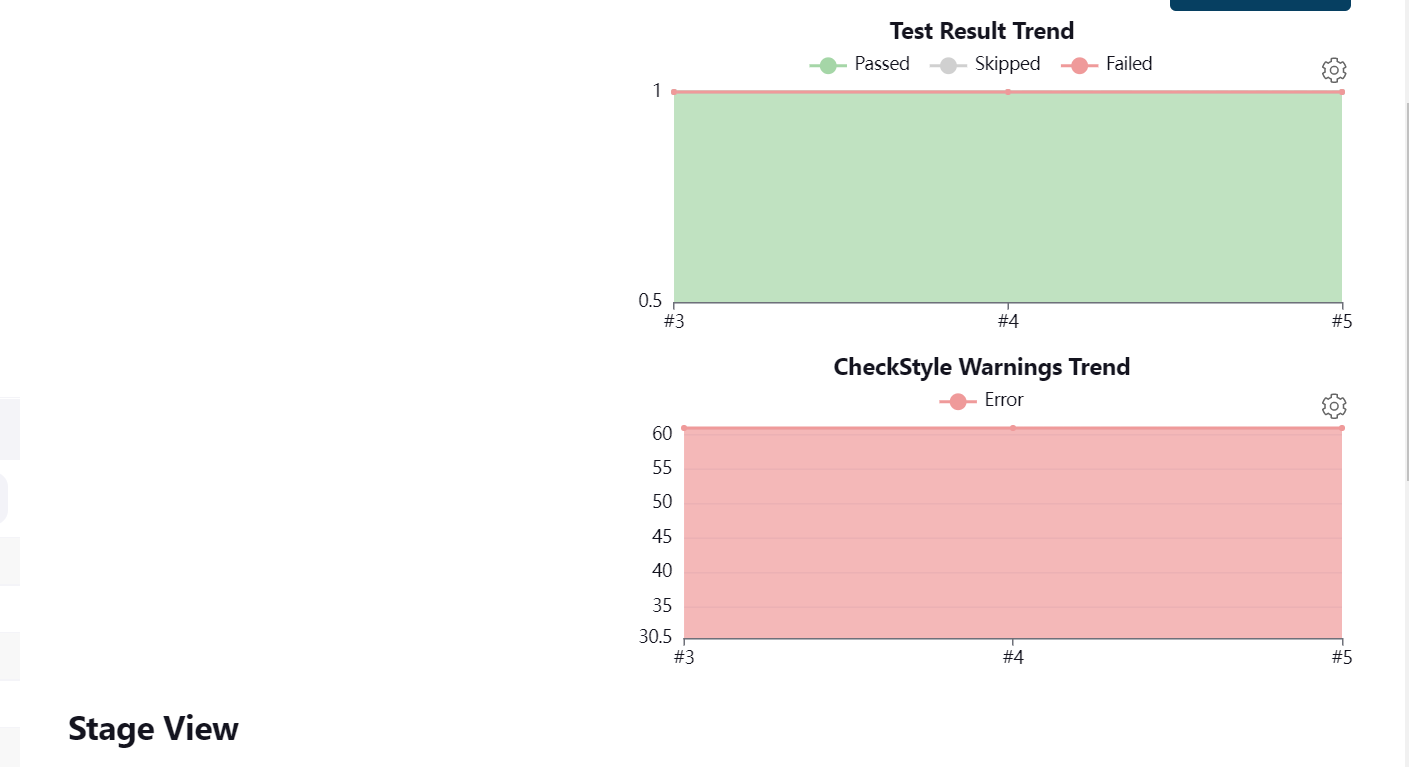 Test Result Trend
Passed Skipped Failed
1
0.5
#3 #4 #5
CheckStyle Warnings Trend
Error
60
55
50
45
40
35
30.5
#3 #4 #5
Stage View